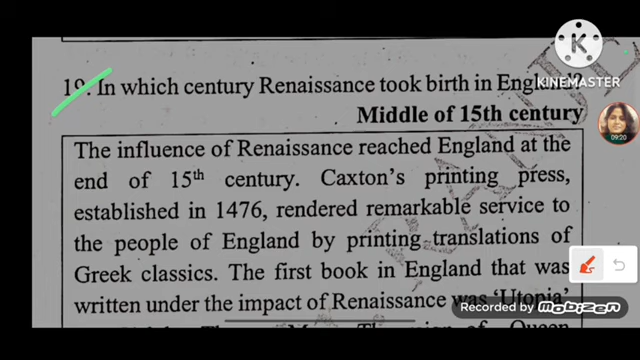 KINEMASTER
19. In which century Renaissance took birth in England?
Middle of 15th century
09:20
The influence of Renaissance reached England at the
end of 15th century. Caxton's printing press,
established in 1476, rendered remarkable service to
the people of England by printing translations of
Greek classics. The first book in England that was
written under the impact of Renaissance was 'Utopia'
Recorded by MOBIZEN
Queen